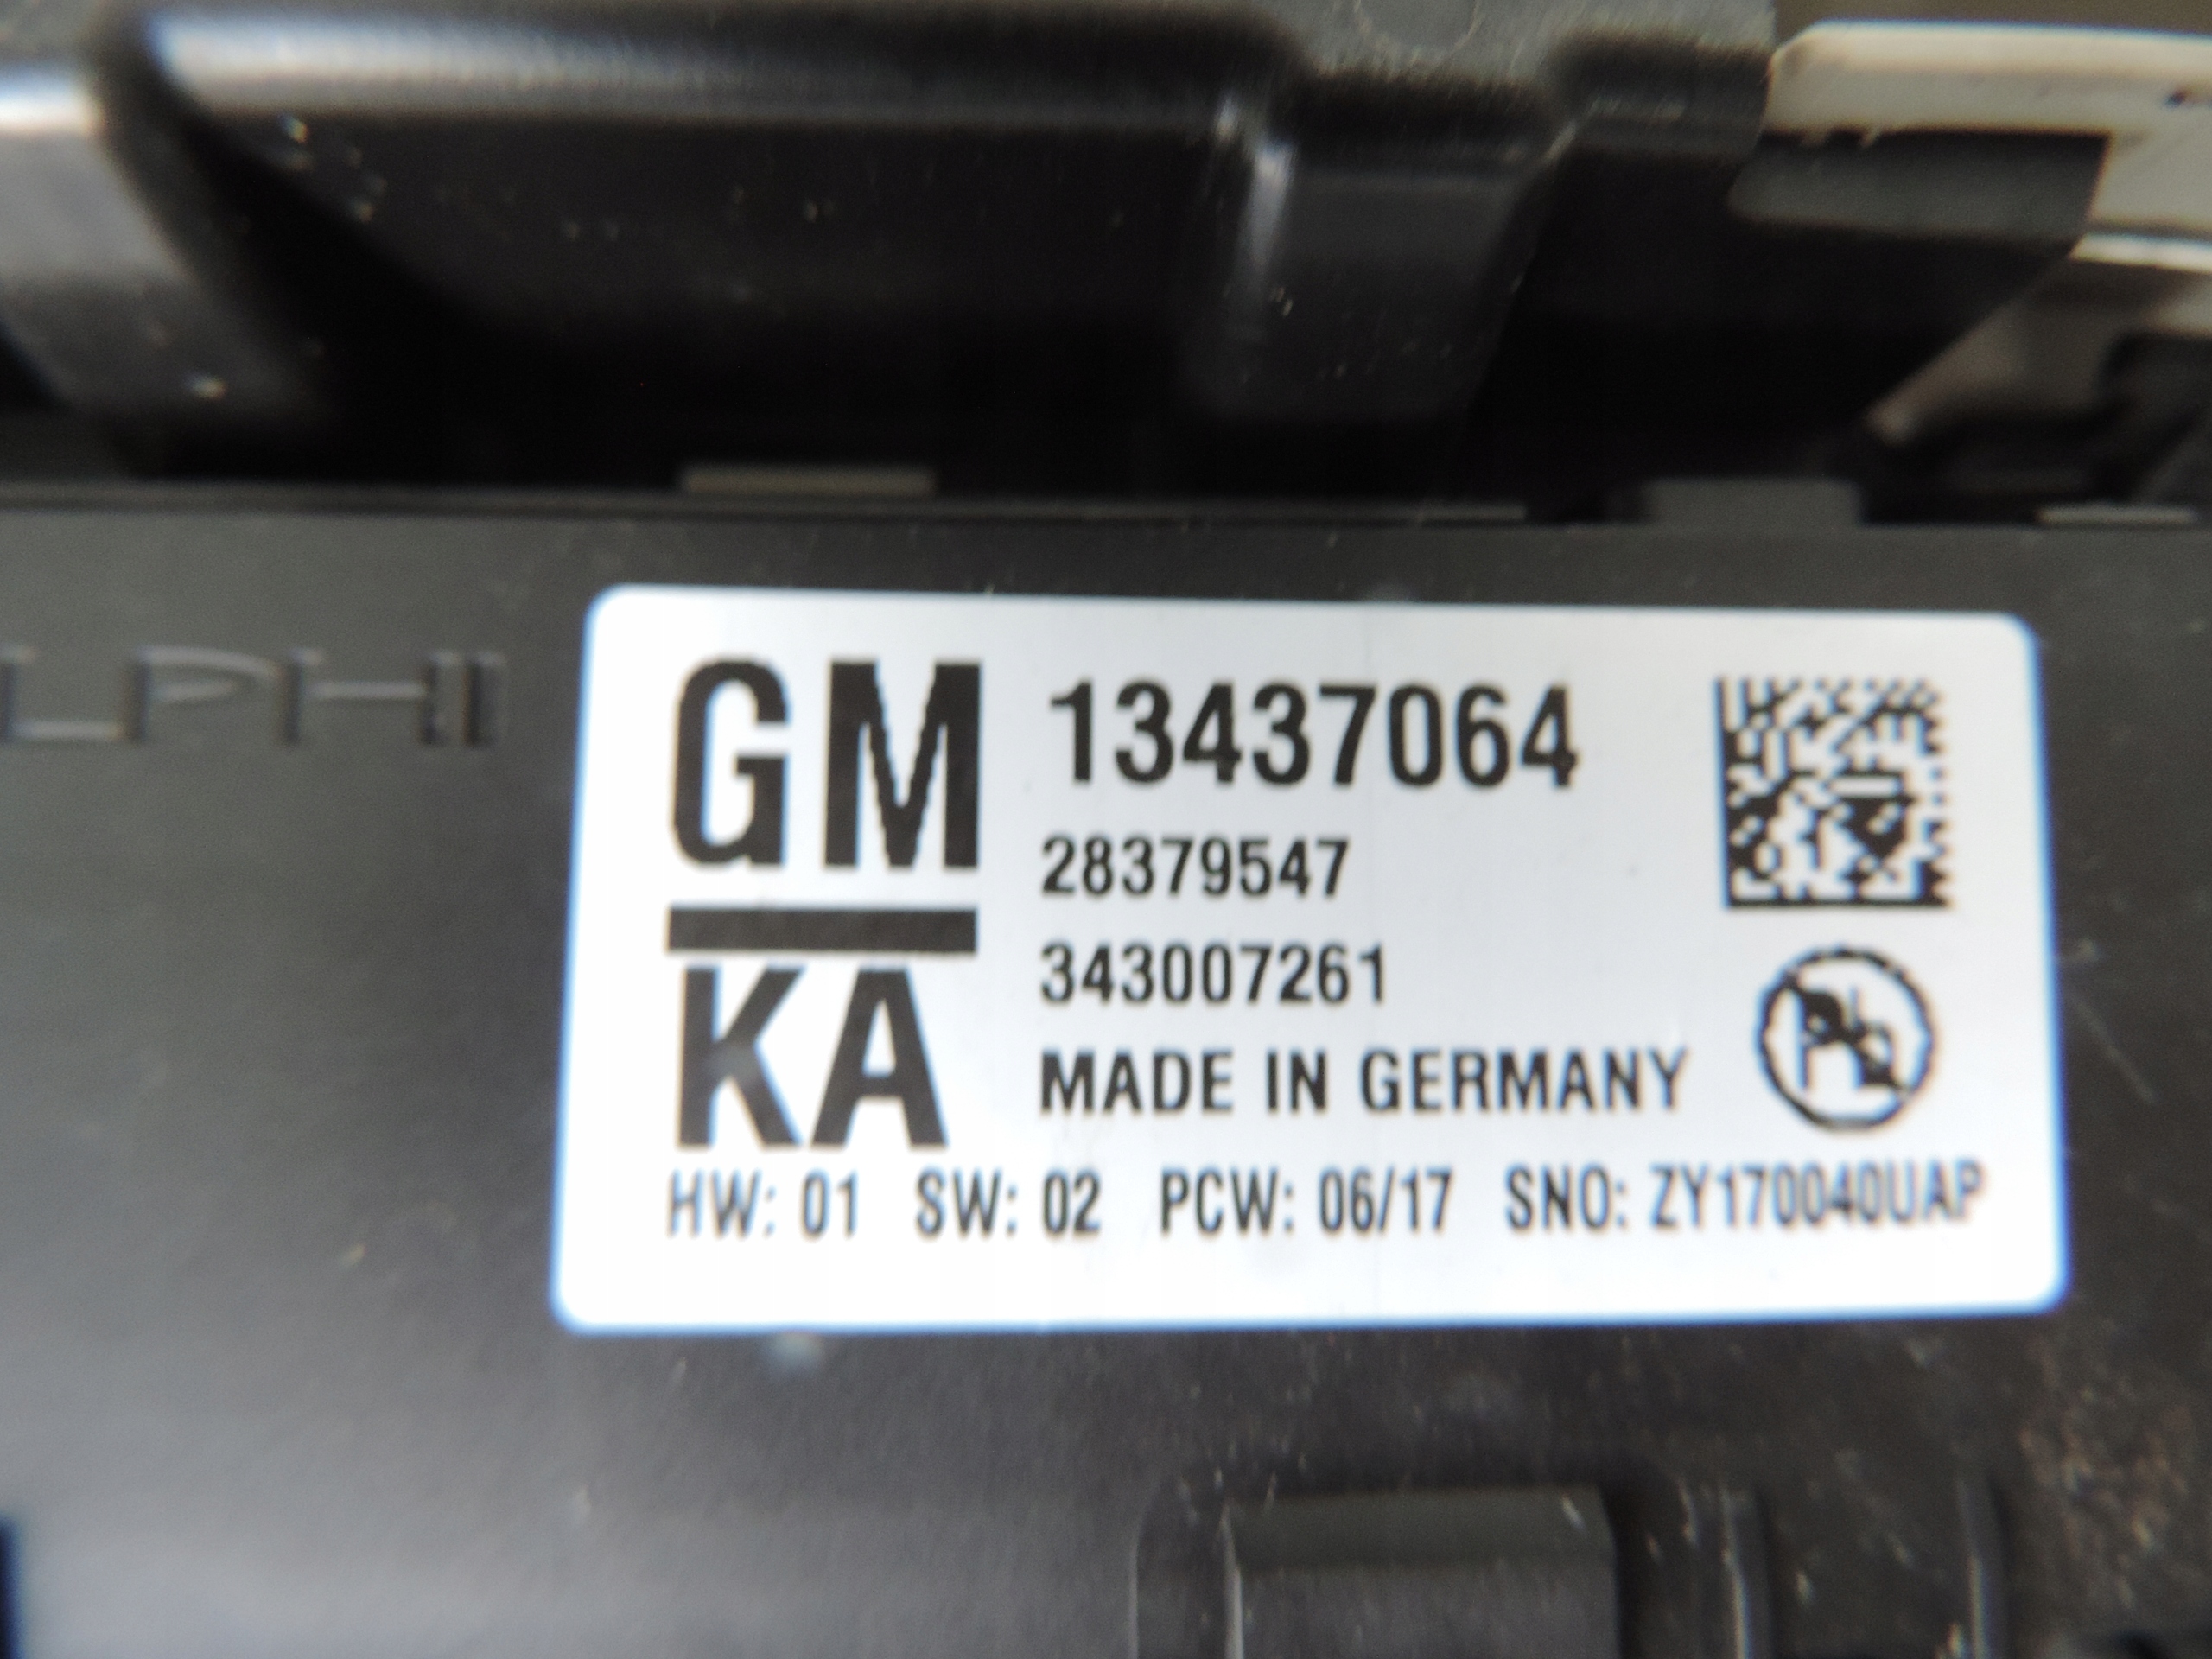 LPHI
GM 13437064
28379547
KA 343007261
MADE IN GERMANY
HW: 01 SW: 02 PCW: 06/17 SNO: ZY170040UAP